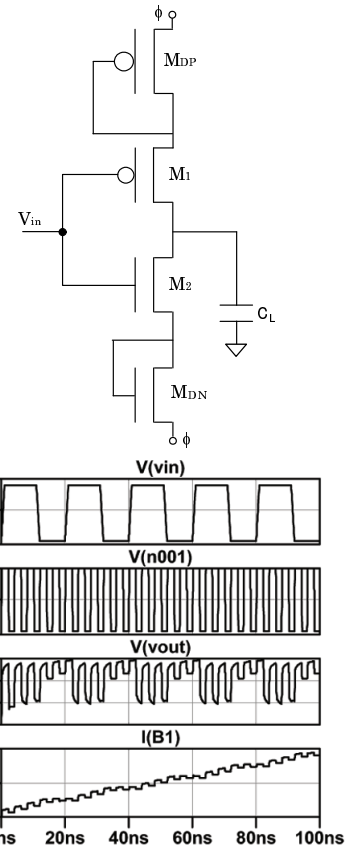 ϕ
MDP
M1
Vin
M2
CL
MDN
ϕ
V(vin)
V(n001)
V(vout)
I(B1)
ns 20ns 40ns 60ns 80ns 100ns